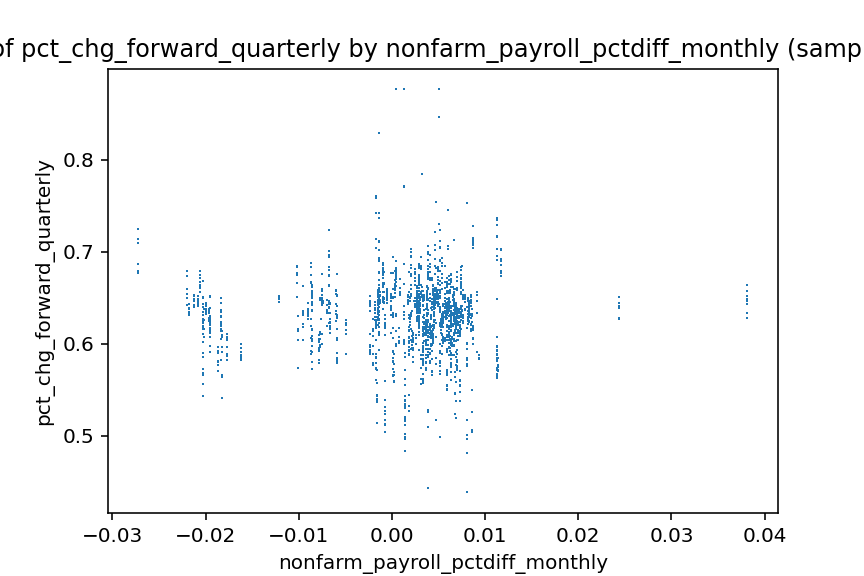 of pct_chg_forward_quarterly by nonfarm_payroll_pctdiff_monthly (samp
pct_chg_forward_quarterly
0.8
0.7
0.6
0.5
−0.03 −0.02 −0.01 0.00 0.01 0.02 0.03 0.04
nonfarm_payroll_pctdiff_monthly